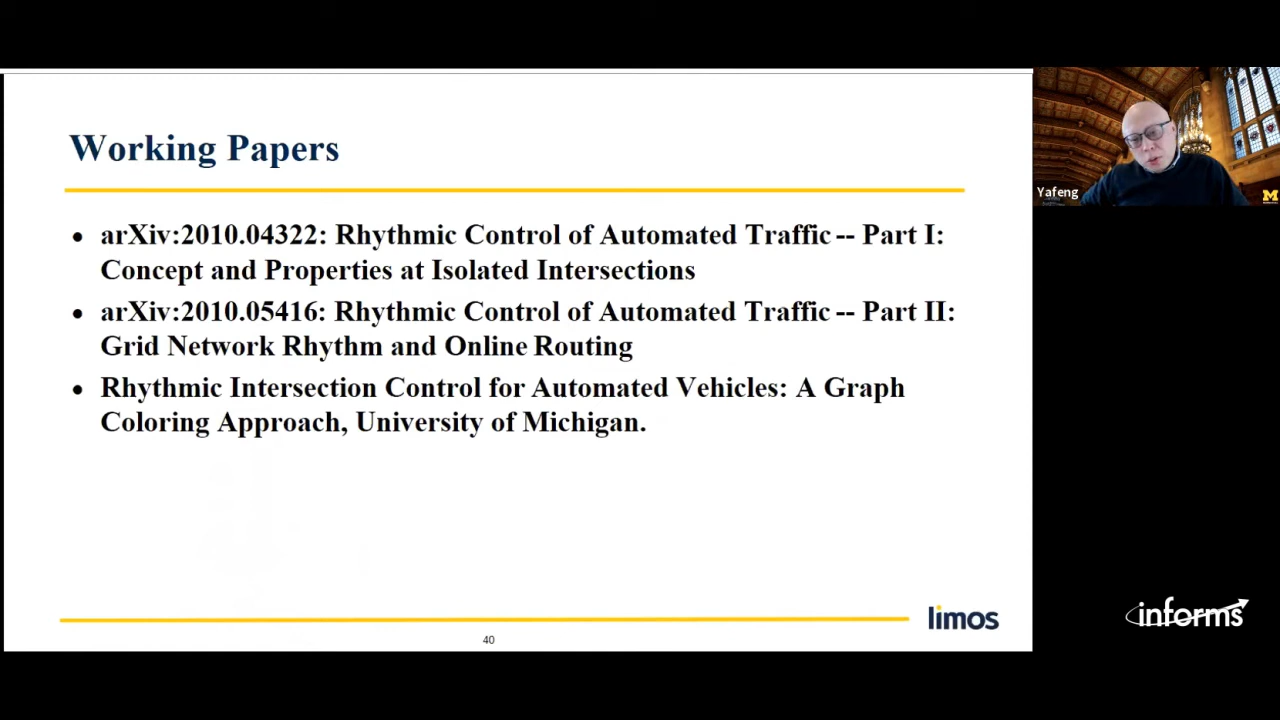 Working Papers
• arXiv:2010.04322: Rhythmic Control of Automated Traffic -- Part I:
Concept and Properties at Isolated Intersections
• arXiv:2010.05416: Rhythmic Control of Automated Traffic -- Part II:
Grid Network Rhythm and Online Routing
• Rhythmic Intersection Control for Automated Vehicles: A Graph
Coloring Approach, University of Michigan.
limos
40
Yafeng
M
informs